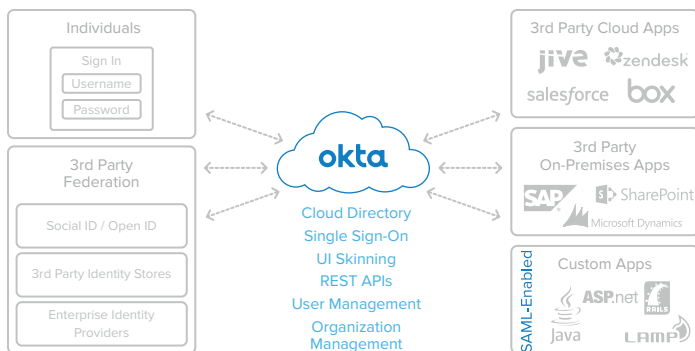 Individuals
Sign In
Username
Password
3rd Party
Federation
Social ID / Open ID
3rd Party Identity Stores
Enterprise Identity
Providers
okta
Cloud Directory
Single Sign-On
UI Skinning
REST APIs
User Management
Organization
Management
3rd Party Cloud Apps
jive
zendesk
salesforce
box
3rd Party
On-Premises Apps
SAP
SharePoint
Microsoft Dynamics
SAML-Enabled
Custom Apps
ASP.net
RAILS
Java
LAMP